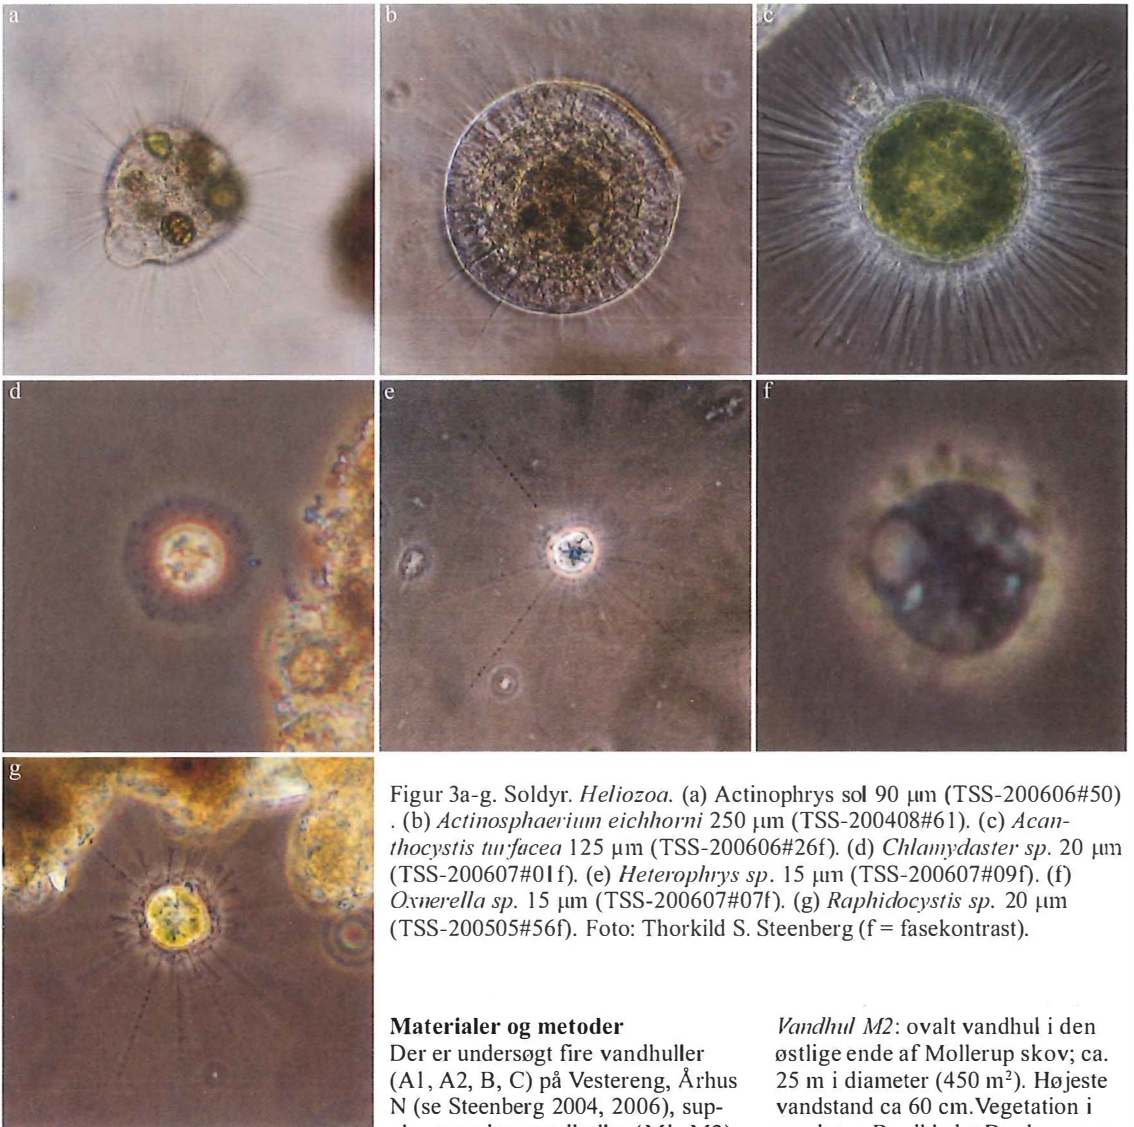 a
b
c
d
e
f
g
Figur 3a-g. Soldyr. Heliozoa. (a) Actinophrys sol 90 µm (TSS-200606#50)
. (b) Actinosphaerium eichhorni 250 µm (TSS-200408#61). (c) Acan-
thocystis turfacea 125 µm (TSS-200606#26f). (d) Chlamydaster sp. 20 µm
(TSS-200607#01f). (e) Heterophrys sp. 15 µm (TSS-200607#09f). (f)
Oxnerella sp. 15 µm (TSS-200607#07f). (g) Raphidocystis sp. 20 µm
(TSS-200505#56f). Foto: Thorkild S. Steenberg (f = fasekontrast).
Materialer og metoder
Der er undersøgt fire vandhuller
(A1, A2, B, C) på Vestereng, Århus
N (se Steenberg 2004, 2006), sup-
Vandhul M2: ovalt vandhul i den
østlige ende af Mollerup skov; ca.
25 m i diameter (450 m²). Højeste
vandstand ca 60 cm.Vegetation i